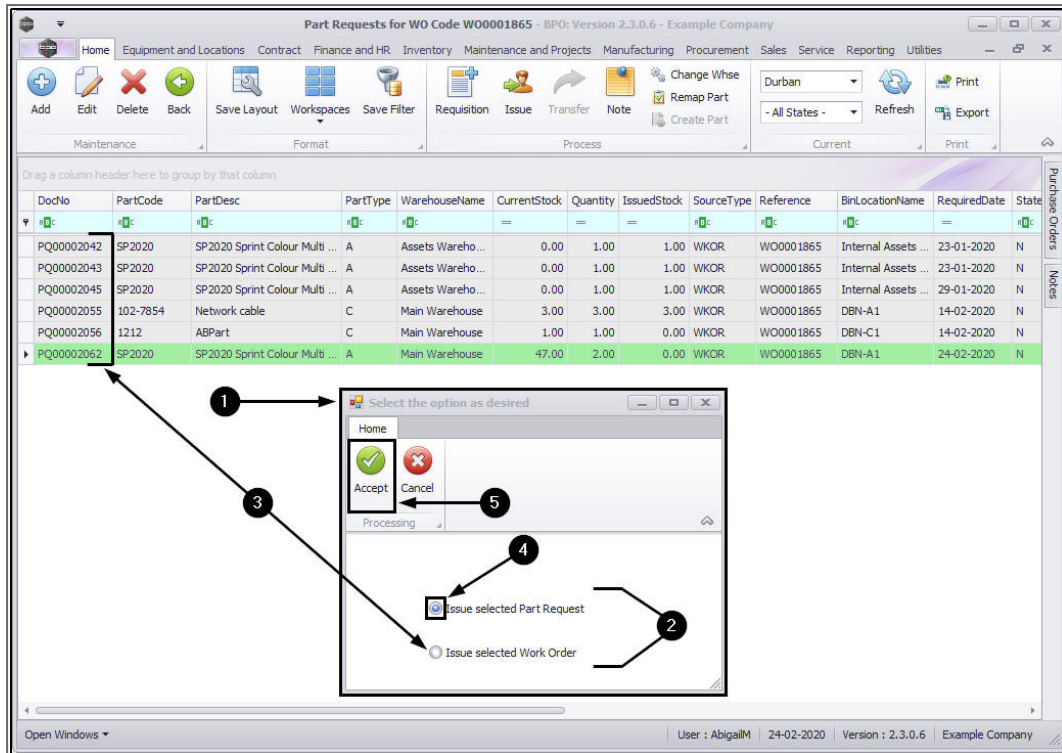 Part Requests for WO Code WO0001865 - BPO: Version 2.3.0.6 - Example Company
Home Equipment and Locations Contract Finance and HR Inventory Maintenance and Projects Manufacturing Procurement Sales Service Reporting Utilities
Add Edit Delete Back Save Layout Workspaces Save Filter Requisition Issue Transfer Note
Change Whse
Remap Part
Create Part
Durban
- All States -
Refresh
Print
Export
Maintenance Format Process Current Print
Drag a column header here to group by that column
DocNo PartCode PartDesc PartType WarehouseName CurrentStock Quantity IssuedStock SourceType Reference BinLocationName RequiredDate State
PQ00002042 SP2020 SP2020 Sprint Colour Multi ... A Assets Wareho... 0.00 1.00 1.00 WKOR WO0001865 Internal Assets ... 23-01-2020 N
PQ00002043 SP2020 SP2020 Sprint Colour Multi ... A Assets Wareho... 0.00 1.00 1.00 WKOR WO0001865 Internal Assets ... 23-01-2020 N
PQ00002045 SP2020 SP2020 Sprint Colour Multi ... A Assets Wareho... 0.00 1.00 1.00 WKOR WO0001865 Internal Assets ... 29-01-2020 N
PQ00002055 102-7854 Network cable C Main Warehouse 3.00 3.00 3.00 WKOR WO0001865 DBN-A1 14-02-2020 N
PQ00002056 1212 ABPart C Main Warehouse 1.00 1.00 0.00 WKOR WO0001865 DBN-C1 14-02-2020 N
PQ00002062 SP2020 SP2020 Sprint Colour Multi ... A Main Warehouse 47.00 2.00 0.00 WKOR WO0001865 DBN-A1 24-02-2020 N
Purchase Orders
Notes
1
Select the option as desired
Home
Accept Cancel
Processing
5
3
4
Issue selected Part Request
2
Issue selected Work Order
Open Windows
User : AbigailM 24-02-2020 Version : 2.3.0.6 Example Company